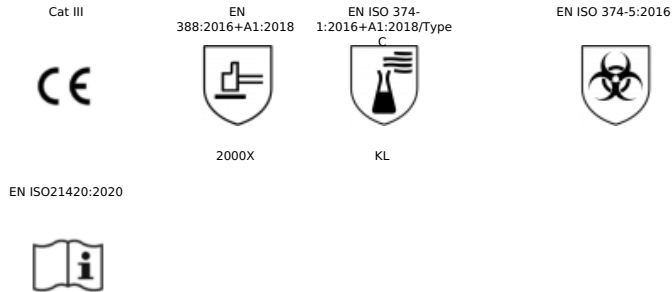 Cat III
EN
388:2016+A1:2018
EN ISO 374-
1:2016+A1:2018/Type
C
EN ISO 374-5:2016
CE
2000X
KL
EN ISO21420:2020
i